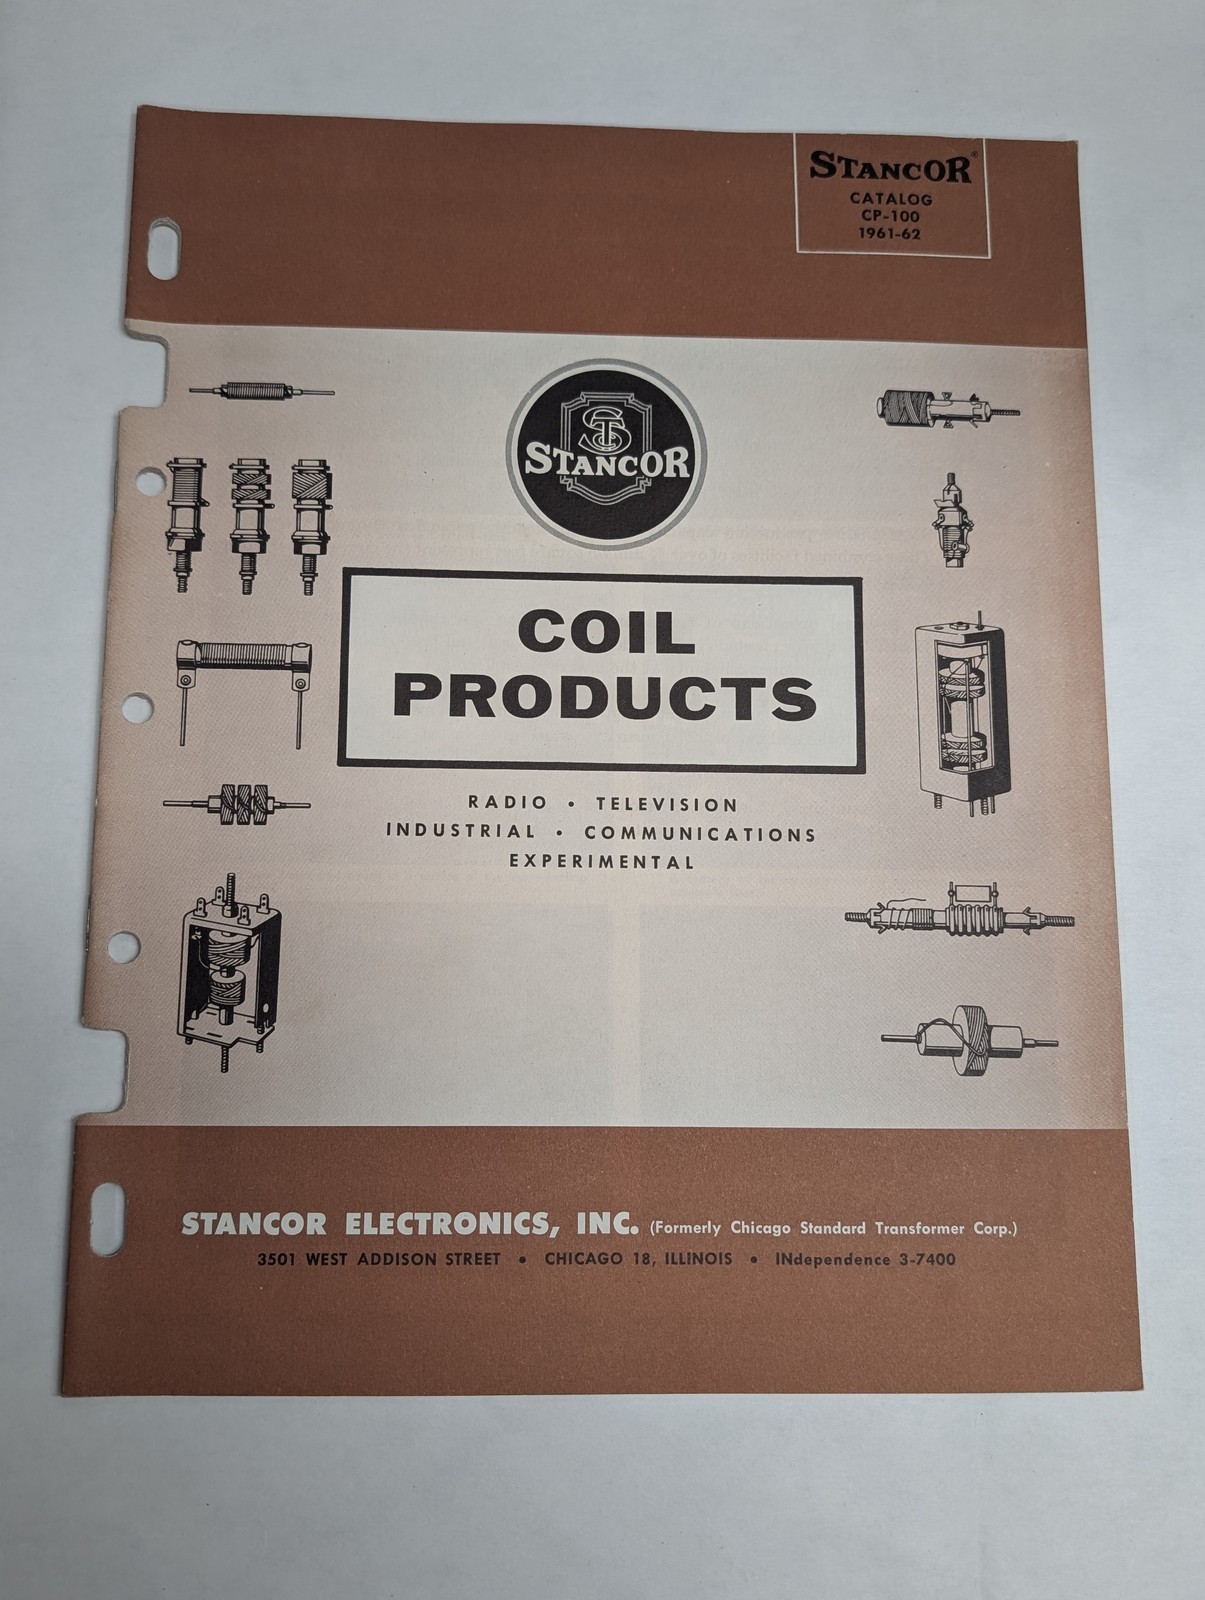 STANCOR®
CATALOG
CP-100
1961-62
ST
STANCOR
COIL
PRODUCTS
RADIO • TELEVISION
INDUSTRIAL • COMMUNICATIONS
EXPERIMENTAL
STANCOR ELECTRONICS, INC. (Formerly Chicago Standard Transformer Corp.)
3501 WEST ADDISON STREET • CHICAGO 18, ILLINOIS • INdependence 3-7400